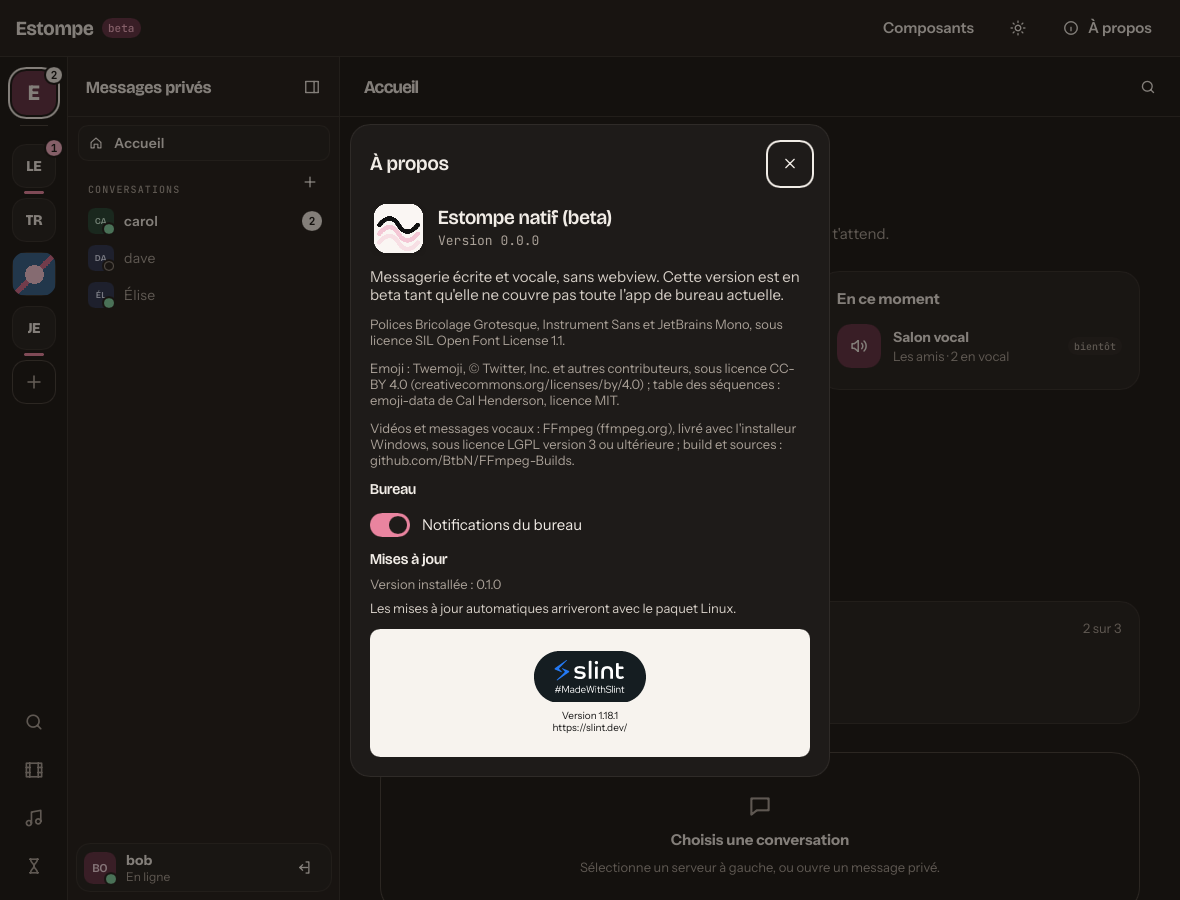 Estompe beta
Composants
À propos
E
2
Messages privés
Accueil
LE
1
TR
JE
Accueil
CONVERSATIONS
CA carol 2
DA dave
ÉL Élise
À propos
Estompe natif (beta)
Version 0.0.0
Messagerie écrite et vocale, sans webview. Cette version est en
beta tant qu'elle ne couvre pas toute l'app de bureau actuelle.
Polices Bricolage Grotesque, Instrument Sans et JetBrains Mono, sous
licence SIL Open Font License 1.1.
Emoji : Twemoji, © Twitter, Inc. et autres contributeurs, sous licence CC-
BY 4.0 (creativecommons.org/licenses/by/4.0) ; table des séquences :
emoji-data de Cal Henderson, licence MIT.
Vidéos et messages vocaux : FFmpeg (ffmpeg.org), livré avec l'installeur
Windows, sous licence LGPL version 3 ou ultérieure ; build et sources :
github.com/BtbN/FFmpeg-Builds.
Bureau
Notifications du bureau
Mises à jour
Version installée : 0.1.0
Les mises à jour automatiques arriveront avec le paquet Linux.
slint
#MadeWithSlint
Version 1.18.1
https://slint.dev/
t'attend.
En ce moment
Salon vocal
Les amis · 2 en vocal
bientôt
2 sur 3
Choisis une conversation
Sélectionne un serveur à gauche, ou ouvre un message privé.
BO bob
En ligne